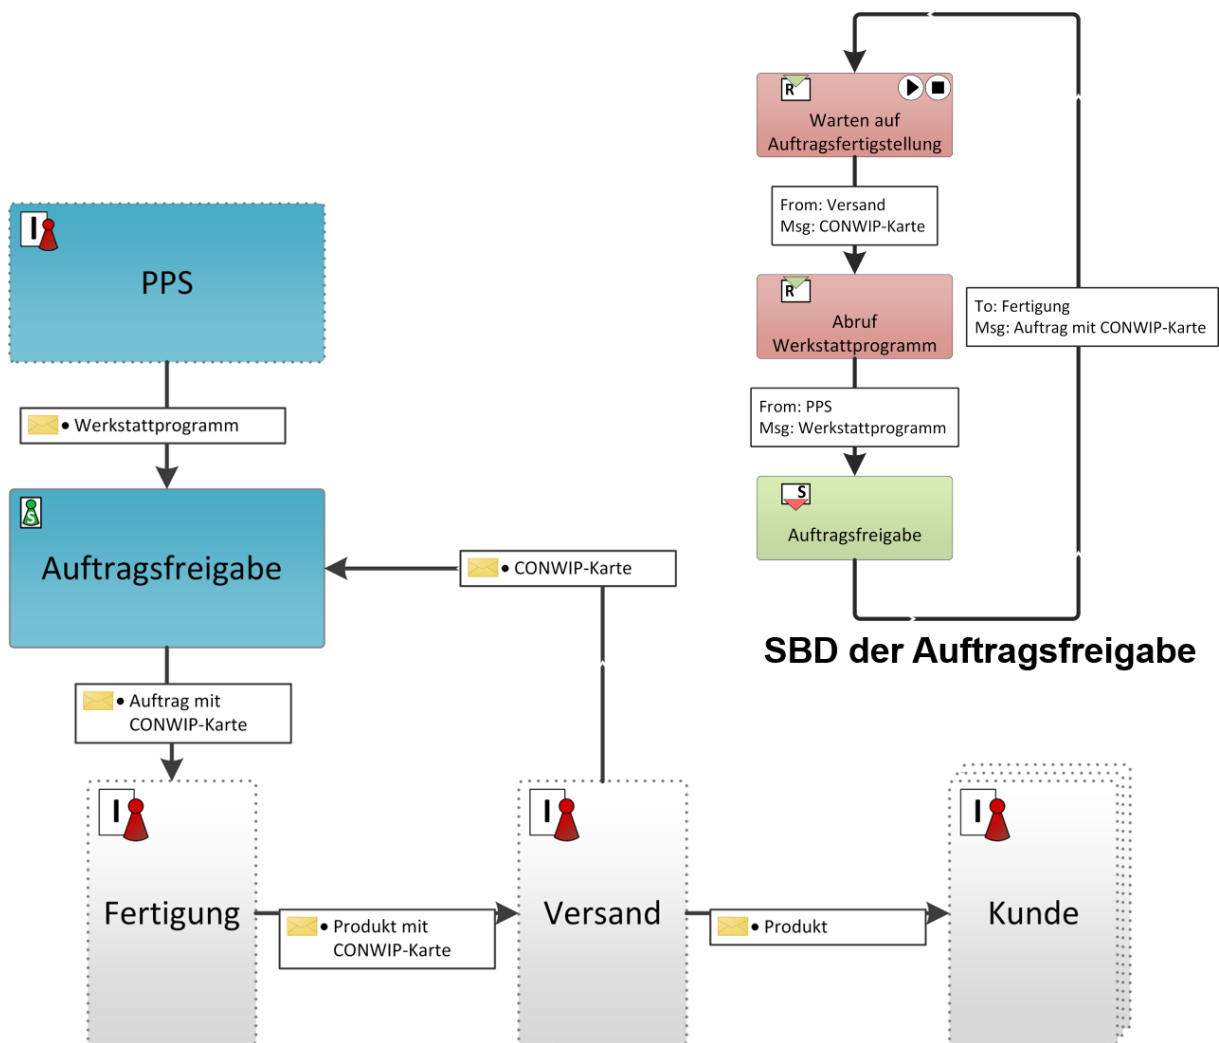 R
Warten auf
Auftragsfertigstellung
From: Versand
Msg: CONWIP-Karte
R
Abruf
Werkstattprogramm
From: PPS
Msg: Werkstattprogramm
S
Auftragsfreigabe
To: Fertigung
Msg: Auftrag mit CONWIP-Karte
SBD der Auftragsfreigabe
I
PPS
• Werkstattprogramm
S
Auftragsfreigabe
• CONWIP-Karte
• Auftrag mit
CONWIP-Karte
I
Fertigung
• Produkt mit
CONWIP-Karte
I
Versand
• Produkt
I
Kunde